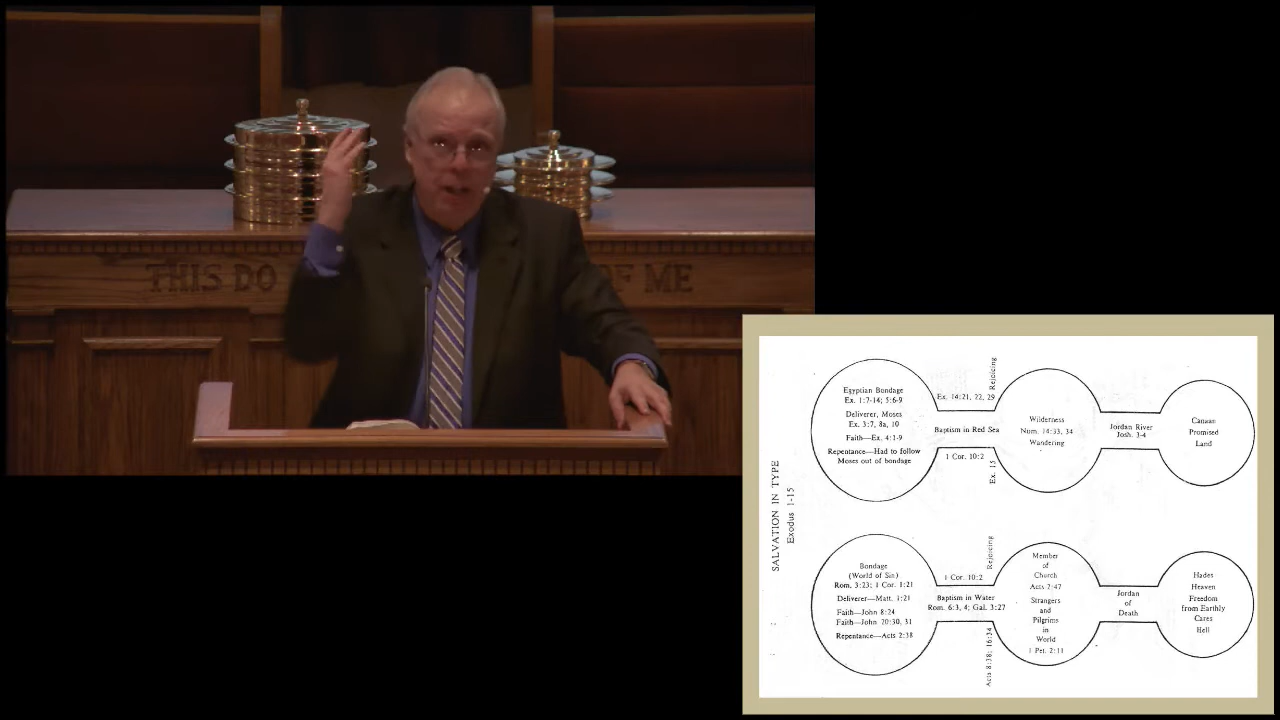 THIS DO
OF ME
SALVATION IN TYPE
Exodus 1-15
Egyptian Bondage
Ex. 1:7-14; 5:6-9
Deliverer, Moses
Ex. 3:7, 8a, 10
Faith—Ex. 4:1-9
Repentance—Had to follow
Moses out of bondage
Rejoicing
Ex. 14:21, 22, 29
Baptism in Red Sea
1 Cor. 10:2
Ex. 15
Wilderness
Num. 14:33, 34
Wandering
Jordan River
Josh. 3-4
Canaan
Promised
Land
Bondage
(World of Sin)
Rom. 3:23; 1 Cor. 1:21
Deliverer—Matt. 1:21
Faith—John 8:24
Faith—John 20:30, 31
Repentance—Acts 2:38
Rejoicing
1 Cor. 10:2
Baptism in Water
Rom. 6:3, 4; Gal. 3:27
Acts 8:38; 16:34
Member
of
Church
Acts 2:47
Strangers
and
Pilgrims
in
World
1 Pet. 2:11
Jordan
of
Death
Hades
Heaven
Freedom
from Earthly
Cares
Hell